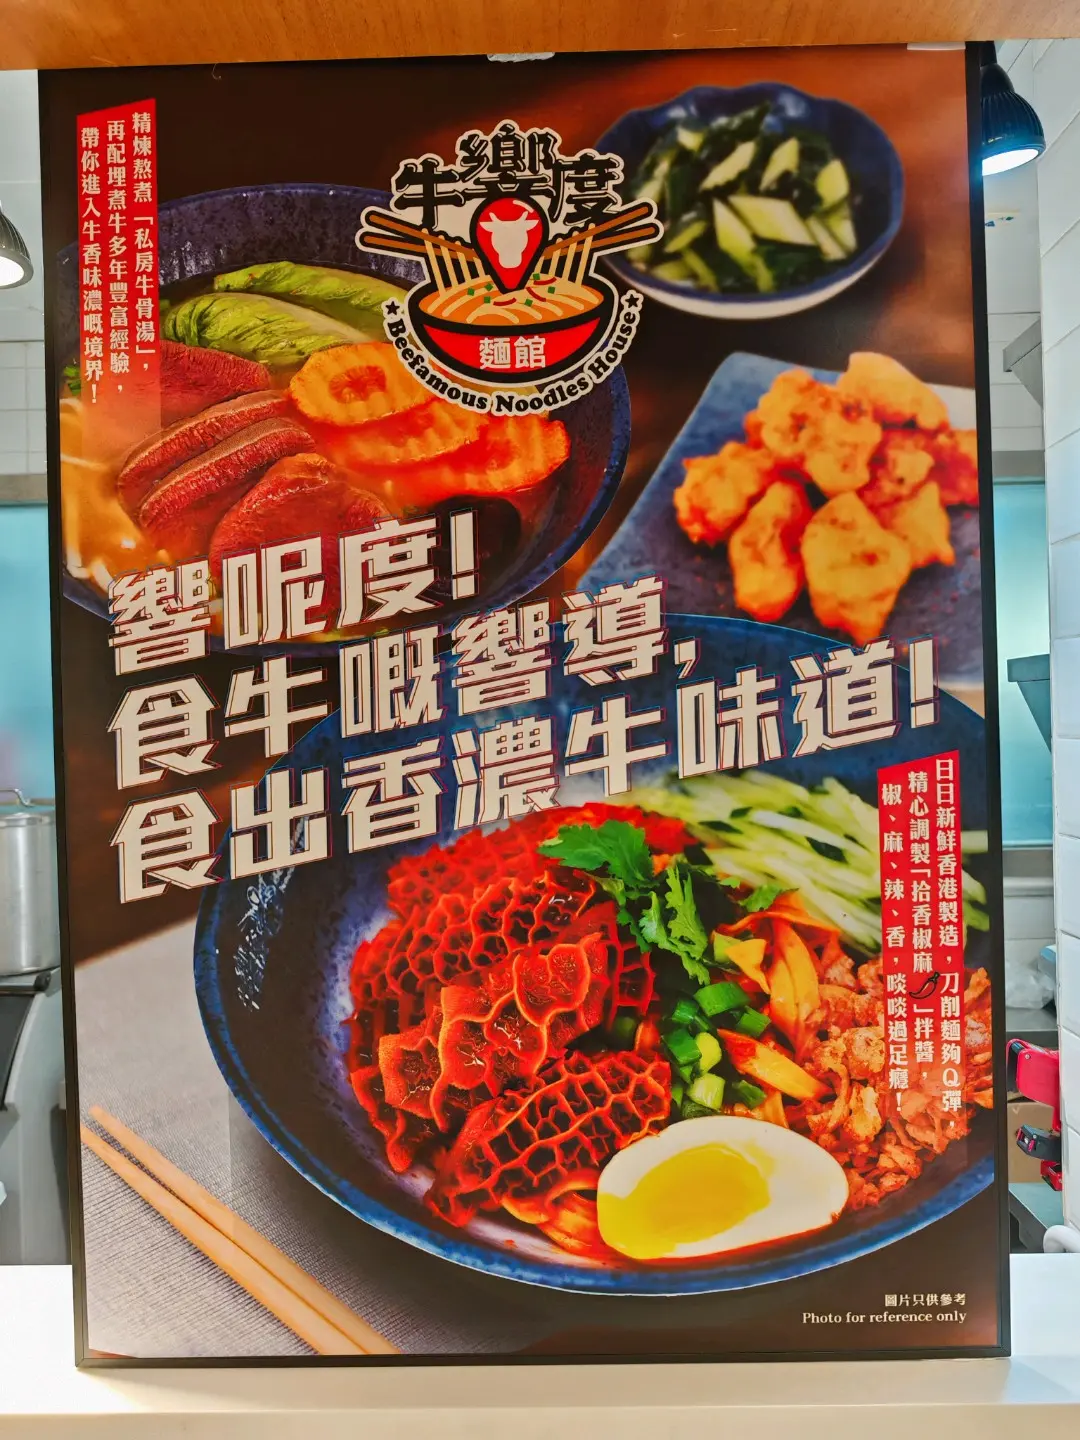 精煉熬煮「私房牛骨湯」，
再配埋煮牛多年豐富經驗，
帶你進入牛香味濃嘅境界！
牛響度
麵館
★Beefamous Noodles House★
響呢度！
食牛嘅響導，
食出香濃牛味道！
日日新鮮香港製造，刀削麵夠Q彈，
精心調製「拾香椒麻🌶」拌醬，
椒、麻、辣、香，啖啖過足癮！
圖片只供參考
Photo for reference only